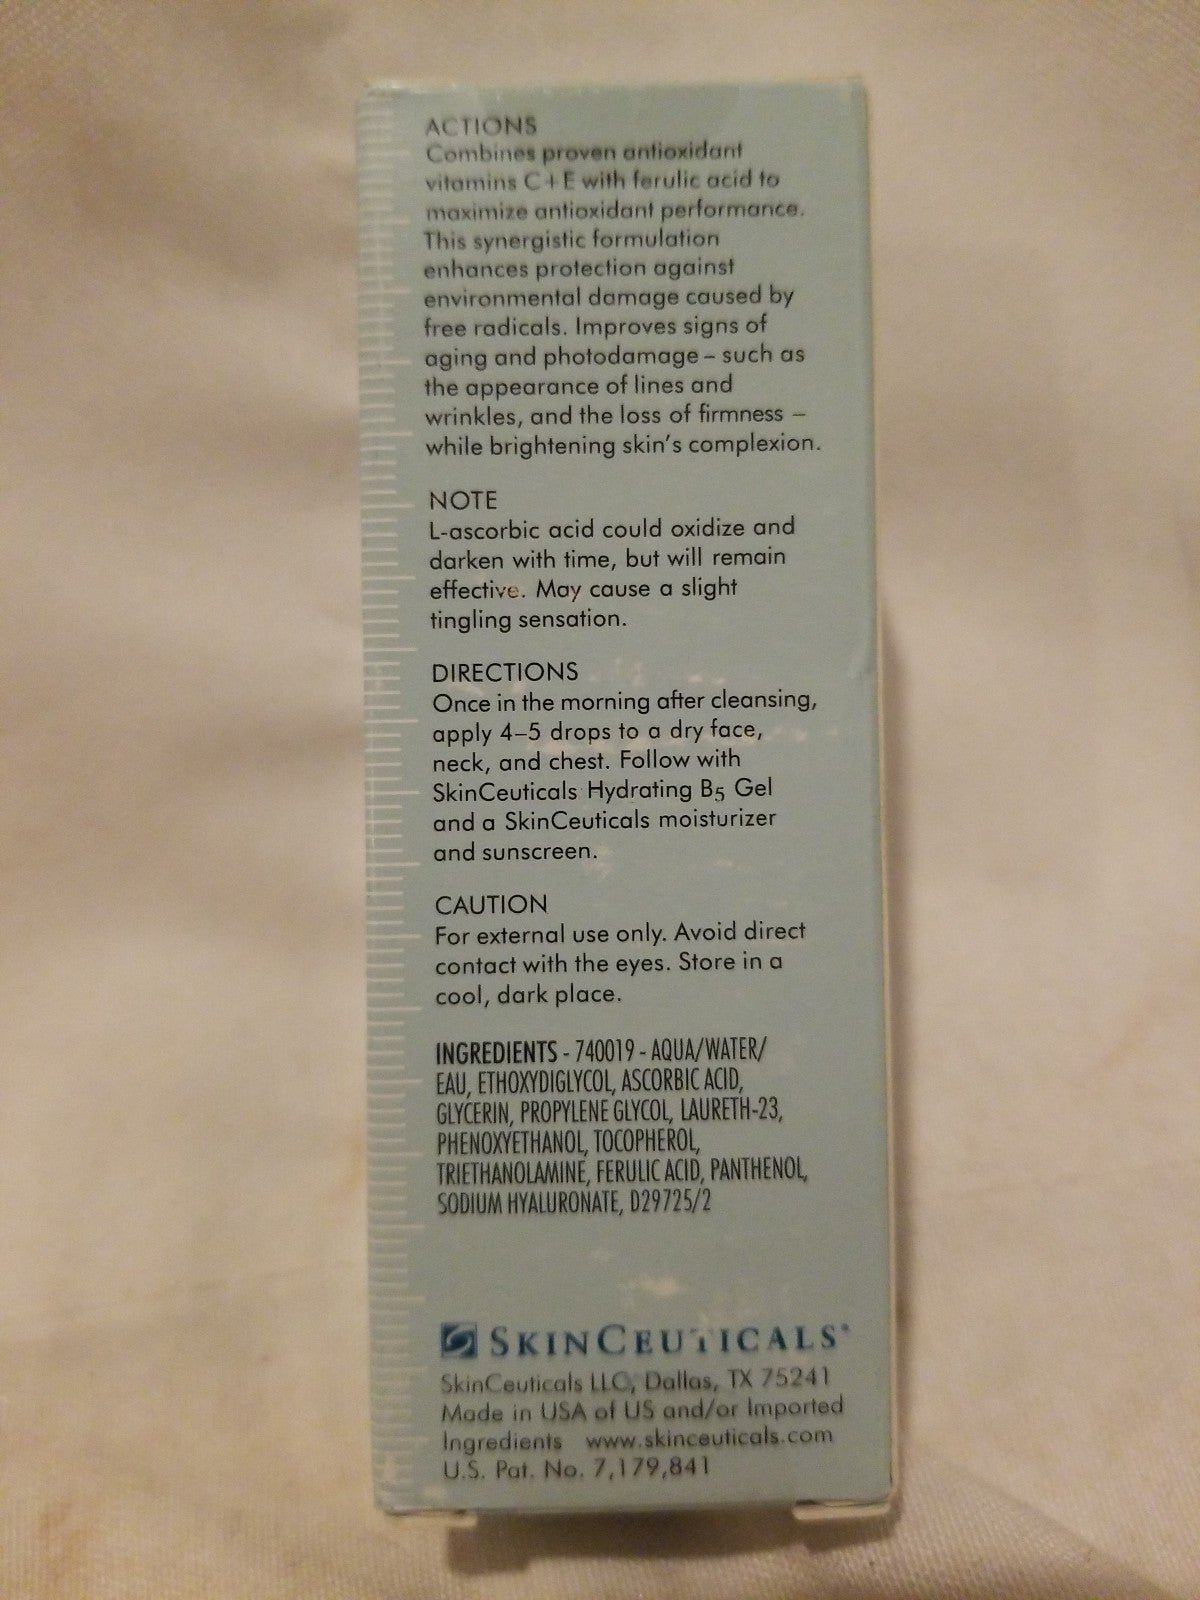 ACTIONS
Combines proven antioxidant
vitamins C+E with ferulic acid to
maximize antioxidant performance.
This synergistic formulation
enhances protection against
environmental damage caused by
free radicals. Improves signs of
aging and photodamage – such as
the appearance of lines and
wrinkles, and the loss of firmness –
while brightening skin's complexion.
NOTE
L-ascorbic acid could oxidize and
darken with time, but will remain
effective. May cause a slight
tingling sensation.
DIRECTIONS
Once in the morning after cleansing,
apply 4–5 drops to a dry face,
neck, and chest. Follow with
SkinCeuticals Hydrating B5 Gel
and a SkinCeuticals moisturizer
and sunscreen.
CAUTION
For external use only. Avoid direct
contact with the eyes. Store in a
cool, dark place.
INGREDIENTS - 740019 - AQUA/WATER/
EAU, ETHOXYDIGLYCOL, ASCORBIC ACID,
GLYCERIN, PROPYLENE GLYCOL, LAURETH-23,
PHENOXYETHANOL, TOCOPHEROL,
TRIETHANOLAMINE, FERULIC ACID, PANTHENOL,
SODIUM HYALURONATE, D29725/2
SKINCEUTICALS®
SkinCeuticals LLC, Dallas, TX 75241
Made in USA of US and/or Imported
Ingredients www.skinceuticals.com
U.S. Pat. No. 7,179,841